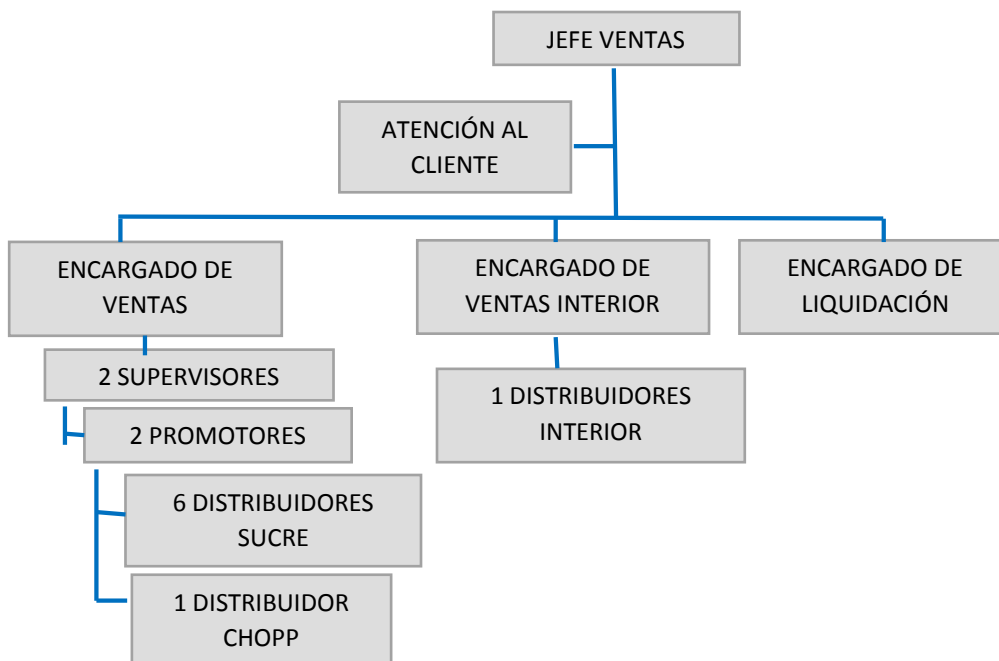 JEFE VENTAS
ATENCIÓN AL
CLIENTE
ENCARGADO DE
VENTAS
ENCARGADO DE
VENTAS INTERIOR
ENCARGADO DE
LIQUIDACIÓN
2 SUPERVISORES
1 DISTRIBUIDORES
INTERIOR
2 PROMOTORES
6 DISTRIBUIDORES
SUCRE
1 DISTRIBUIDOR
CHOPP